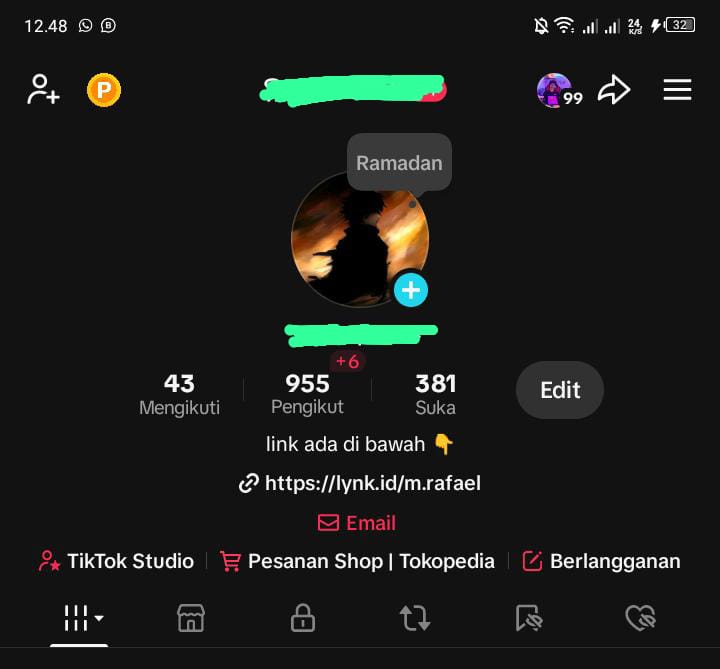 12.48 24, K/S 32
P 99
Ramadan
+6
43 955 381 Edit
Mengikuti Pengikut Suka
link ada di bawah 👇
https://lynk.id/m.rafael
Email
TikTok Studio Pesanan Shop | Tokopedia Berlangganan